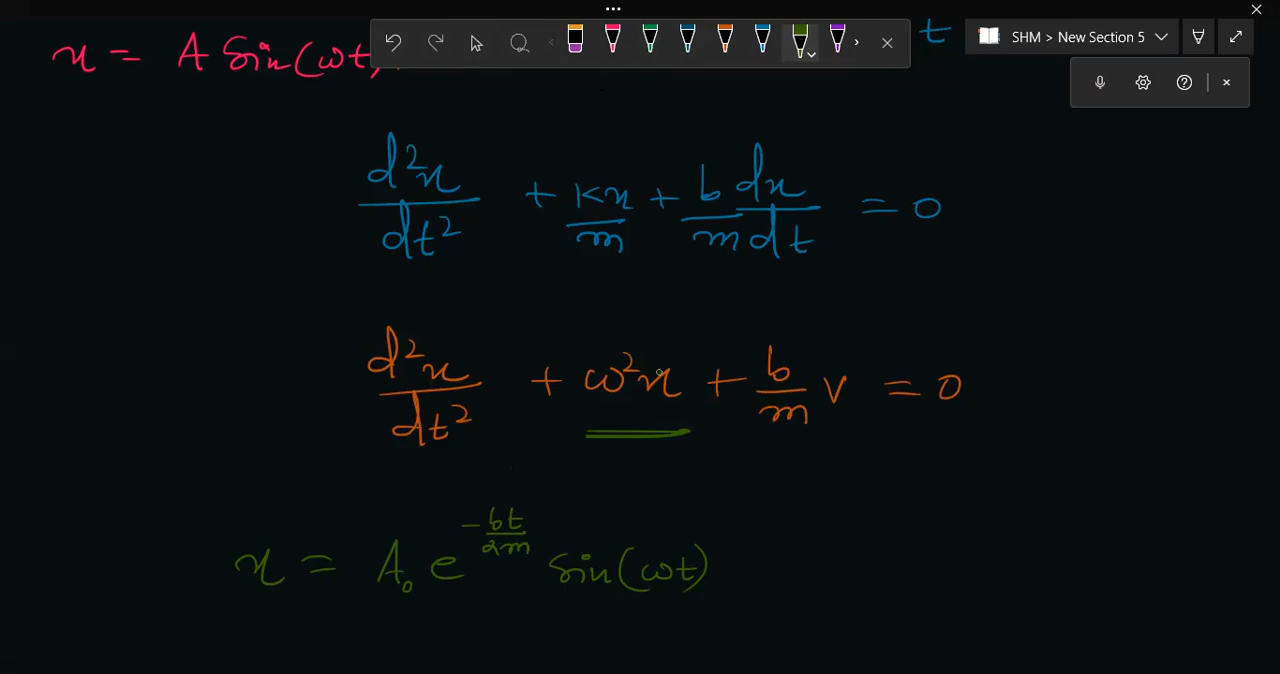 x = A Sin(ωt)
t
SHM > New Section 5
d²x/dt² + Kx/m + b/m dx/dt = 0
d²x/dt² + ω²x + b/m v = 0
x = A₀ e^(-bt/2m) Sin(ωt)